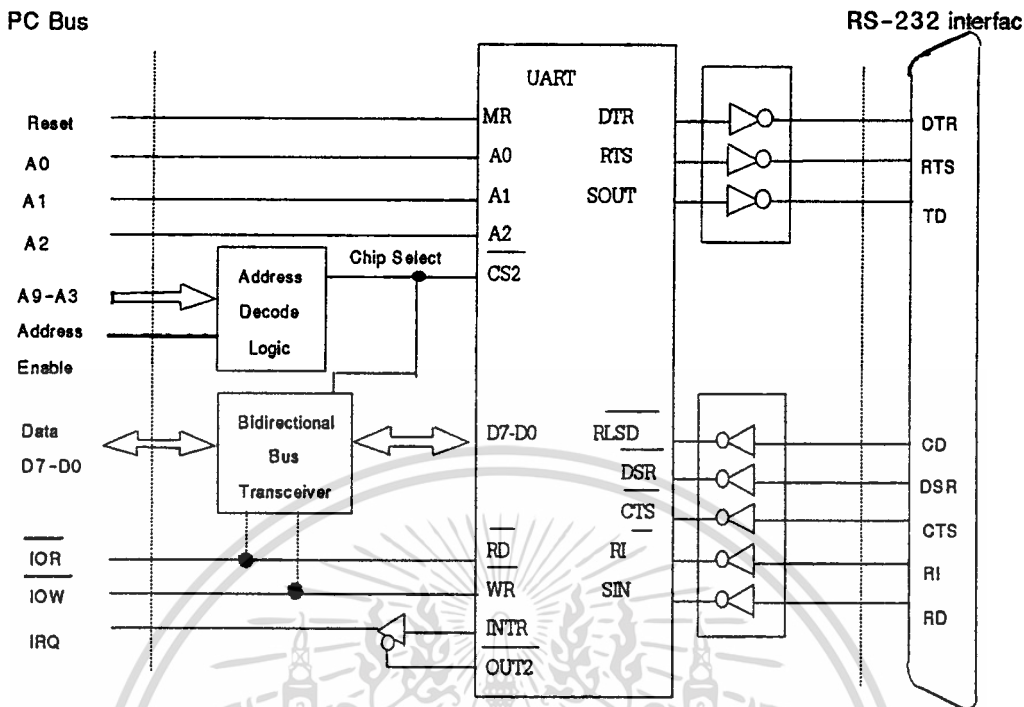 PC Bus
RS-232 interfac
UART
Reset
MR
DTR
DTR
A0
A0
RTS
RTS
A1
A1
SOUT
TD
A2
A2
Chip Select
CS2
A9-A3
Address
Enable
Address
Decode
Logic
Data
D7-D0
Bidirectional
Bus
Transceiver
D7-D0
RLSD
CD
DSR
DSR
CTS
CTS
IOR
RD
RI
RI
IOW
WR
SIN
RD
IRQ
INTR
OUT2